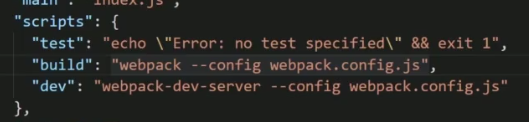 "main": "index.js",
"scripts": {
"test": "echo \"Error: no test specified\" && exit 1",
"build": "webpack --config webpack.config.js",
"dev": "webpack-dev-server --config webpack.config.js"
},